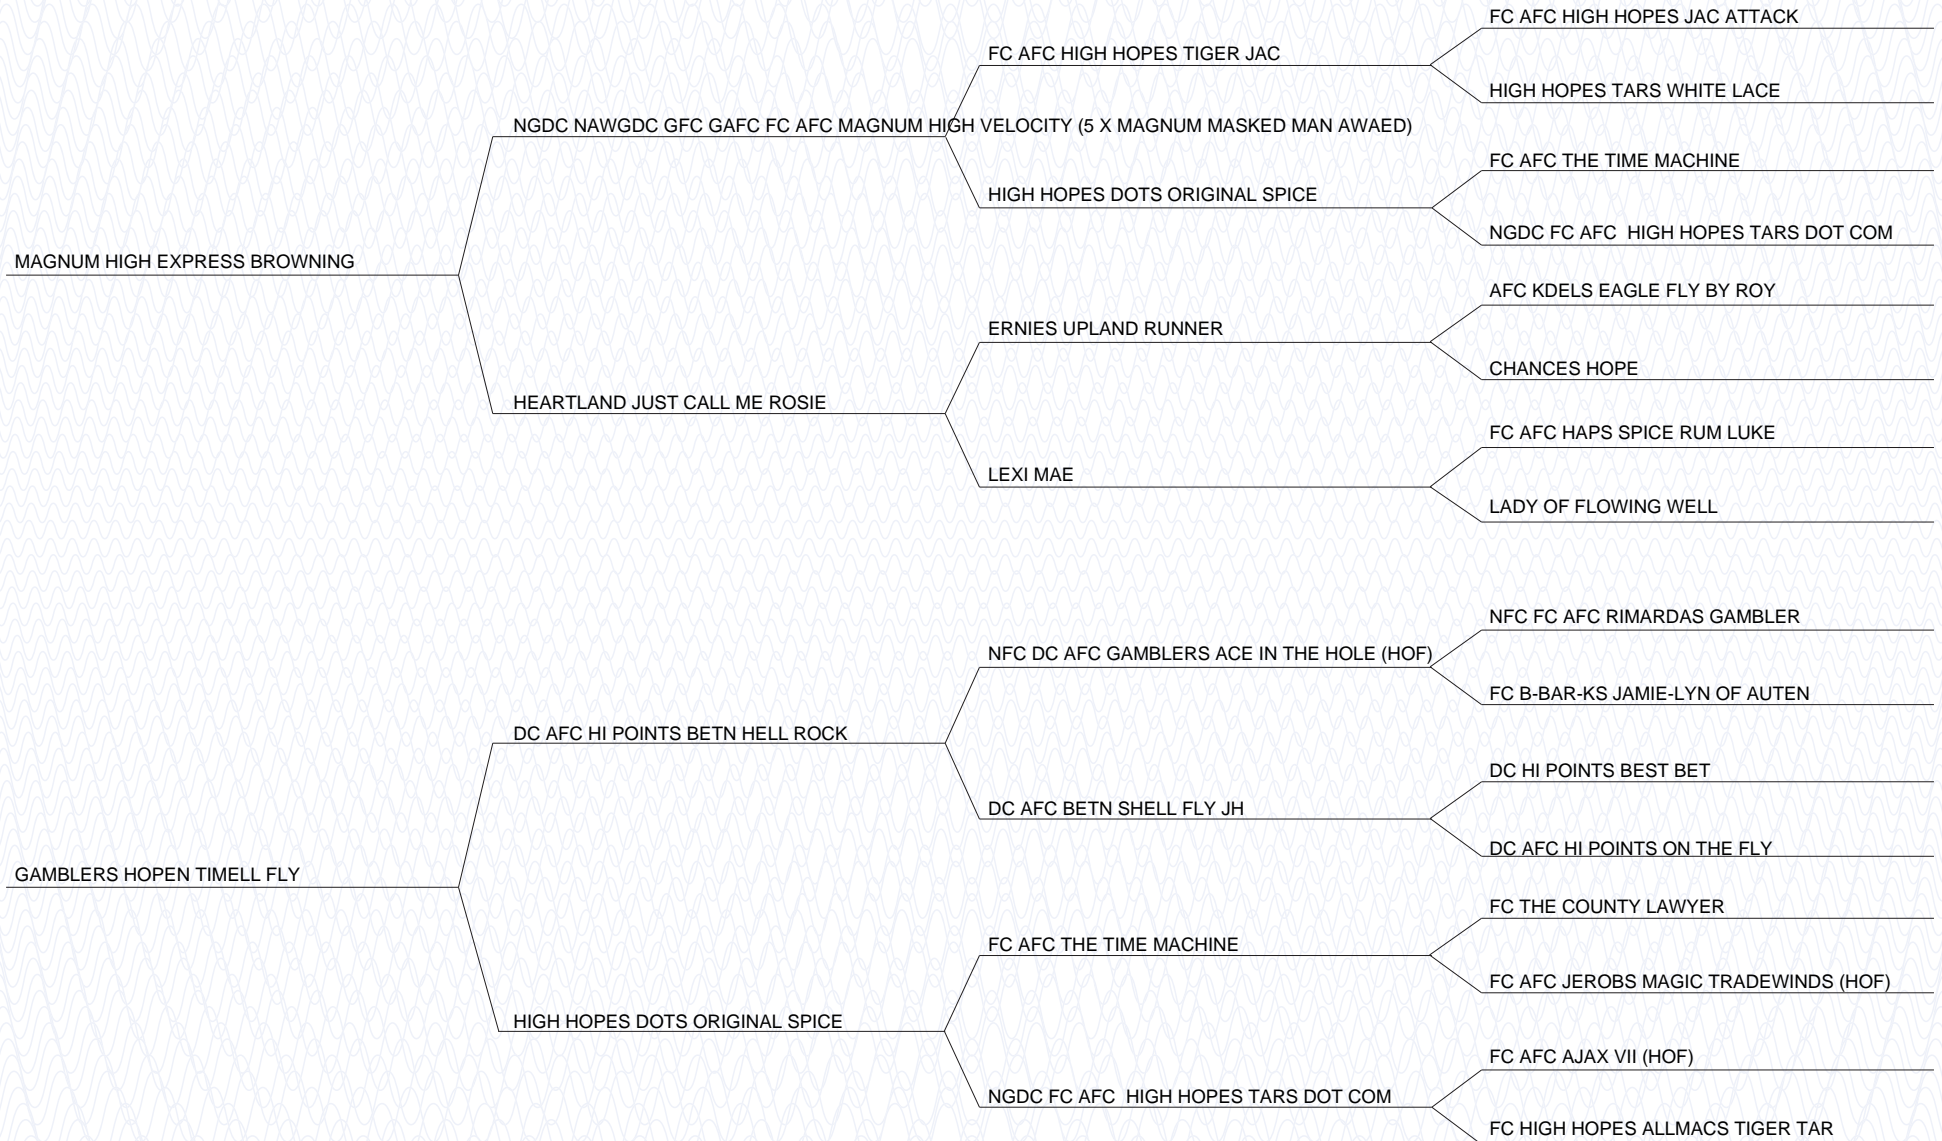 FC AFC HIGH HOPES JAC ATTACK
FC AFC HIGH HOPES TIGER JAC
HIGH HOPES TARS WHITE LACE
NGDC NAWGDC GFC GAFC FC AFC MAGNUM HIGH VELOCITY (5 X MAGNUM MASKED MAN AWAED)
FC AFC THE TIME MACHINE
HIGH HOPES DOTS ORIGINAL SPICE
NGDC FC AFC  HIGH HOPES TARS DOT COM
MAGNUM HIGH EXPRESS BROWNING
AFC KDELS EAGLE FLY BY ROY
ERNIES UPLAND RUNNER
CHANCES HOPE
HEARTLAND JUST CALL ME ROSIE
FC AFC HAPS SPICE RUM LUKE
LEXI MAE
LADY OF FLOWING WELL
NFC FC AFC RIMARDAS GAMBLER
NFC DC AFC GAMBLERS ACE IN THE HOLE (HOF)
FC B-BAR-KS JAMIE-LYN OF AUTEN
DC AFC HI POINTS BETN HELL ROCK
DC HI POINTS BEST BET
DC AFC BETN SHELL FLY JH
DC AFC HI POINTS ON THE FLY
GAMBLERS HOPEN TIMELL FLY
FC THE COUNTY LAWYER
FC AFC THE TIME MACHINE
FC AFC JEROBS MAGIC TRADEWINDS (HOF)
HIGH HOPES DOTS ORIGINAL SPICE
FC AFC AJAX VII (HOF)
NGDC FC AFC  HIGH HOPES TARS DOT COM
FC HIGH HOPES ALLMACS TIGER TAR